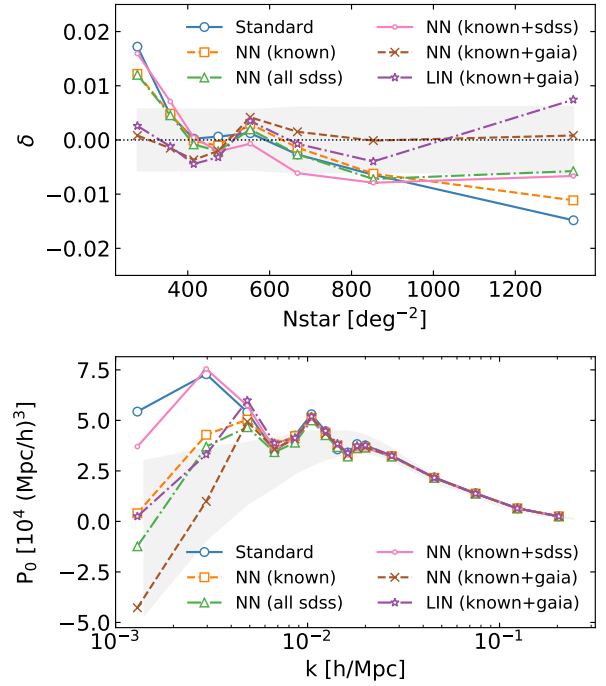 Standard
NN (known)
NN (all sdss)
NN (known+sdss)
NN (known+gaia)
LIN (known+gaia)
0.02
0.01
0.00
−0.01
−0.02
δ
400 600 800 1000 1200
Nstar [deg⁻²]
7.5
5.0
2.5
0.0
−2.5
−5.0
P₀ [10⁴ (Mpc/h)³]
Standard
NN (known)
NN (all sdss)
NN (known+sdss)
NN (known+gaia)
LIN (known+gaia)
10⁻³ 10⁻² 10⁻¹
k [h/Mpc]